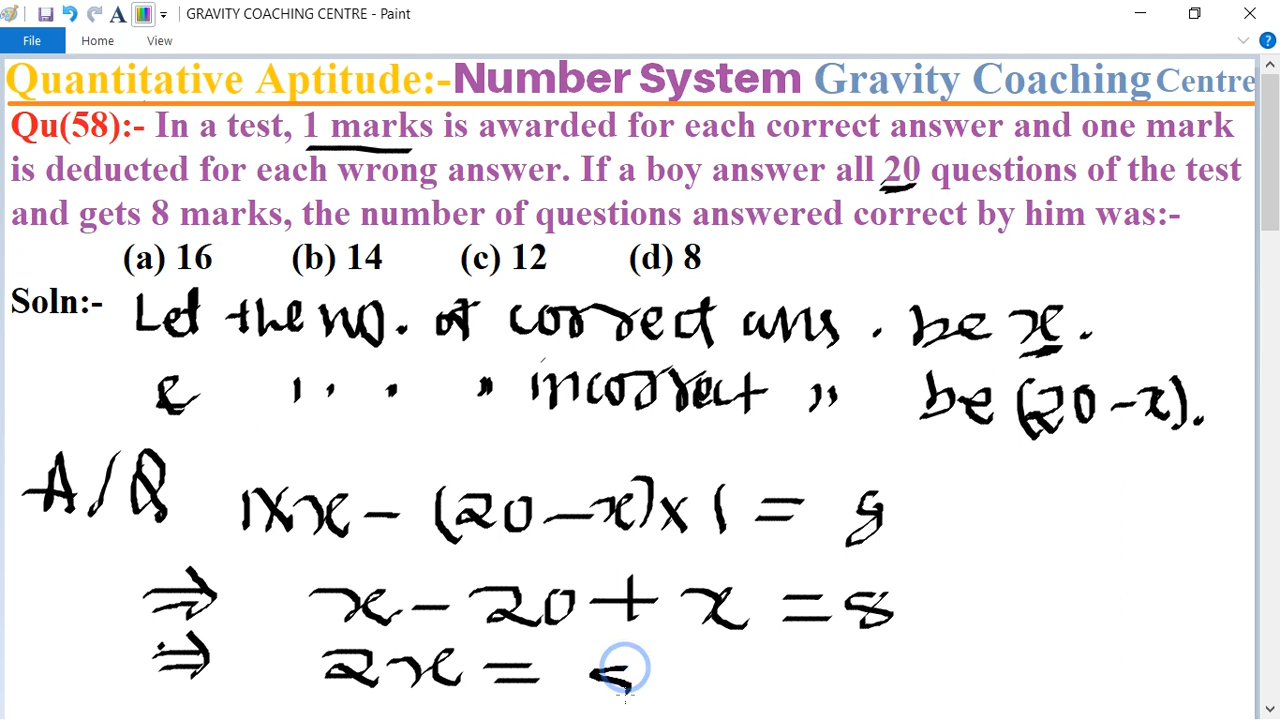 GRAVITY COACHING CENTRE - Paint
File Home View
Quantitative Aptitude:-Number System Gravity Coaching Centre
Qu(58):- In a test, 1 marks is awarded for each correct answer and one mark
is deducted for each wrong answer. If a boy answer all 20 questions of the test
and gets 8 marks, the number of questions answered correct by him was:-
(a) 16 (b) 14 (c) 12 (d) 8
Soln:- Let the no. of correct ans. be x.
& " " " " incorrect " be (20-x).
A/Q 1×x - (20-x)×1 = 8
⇒ x - 20 + x = 8
⇒ 2x =